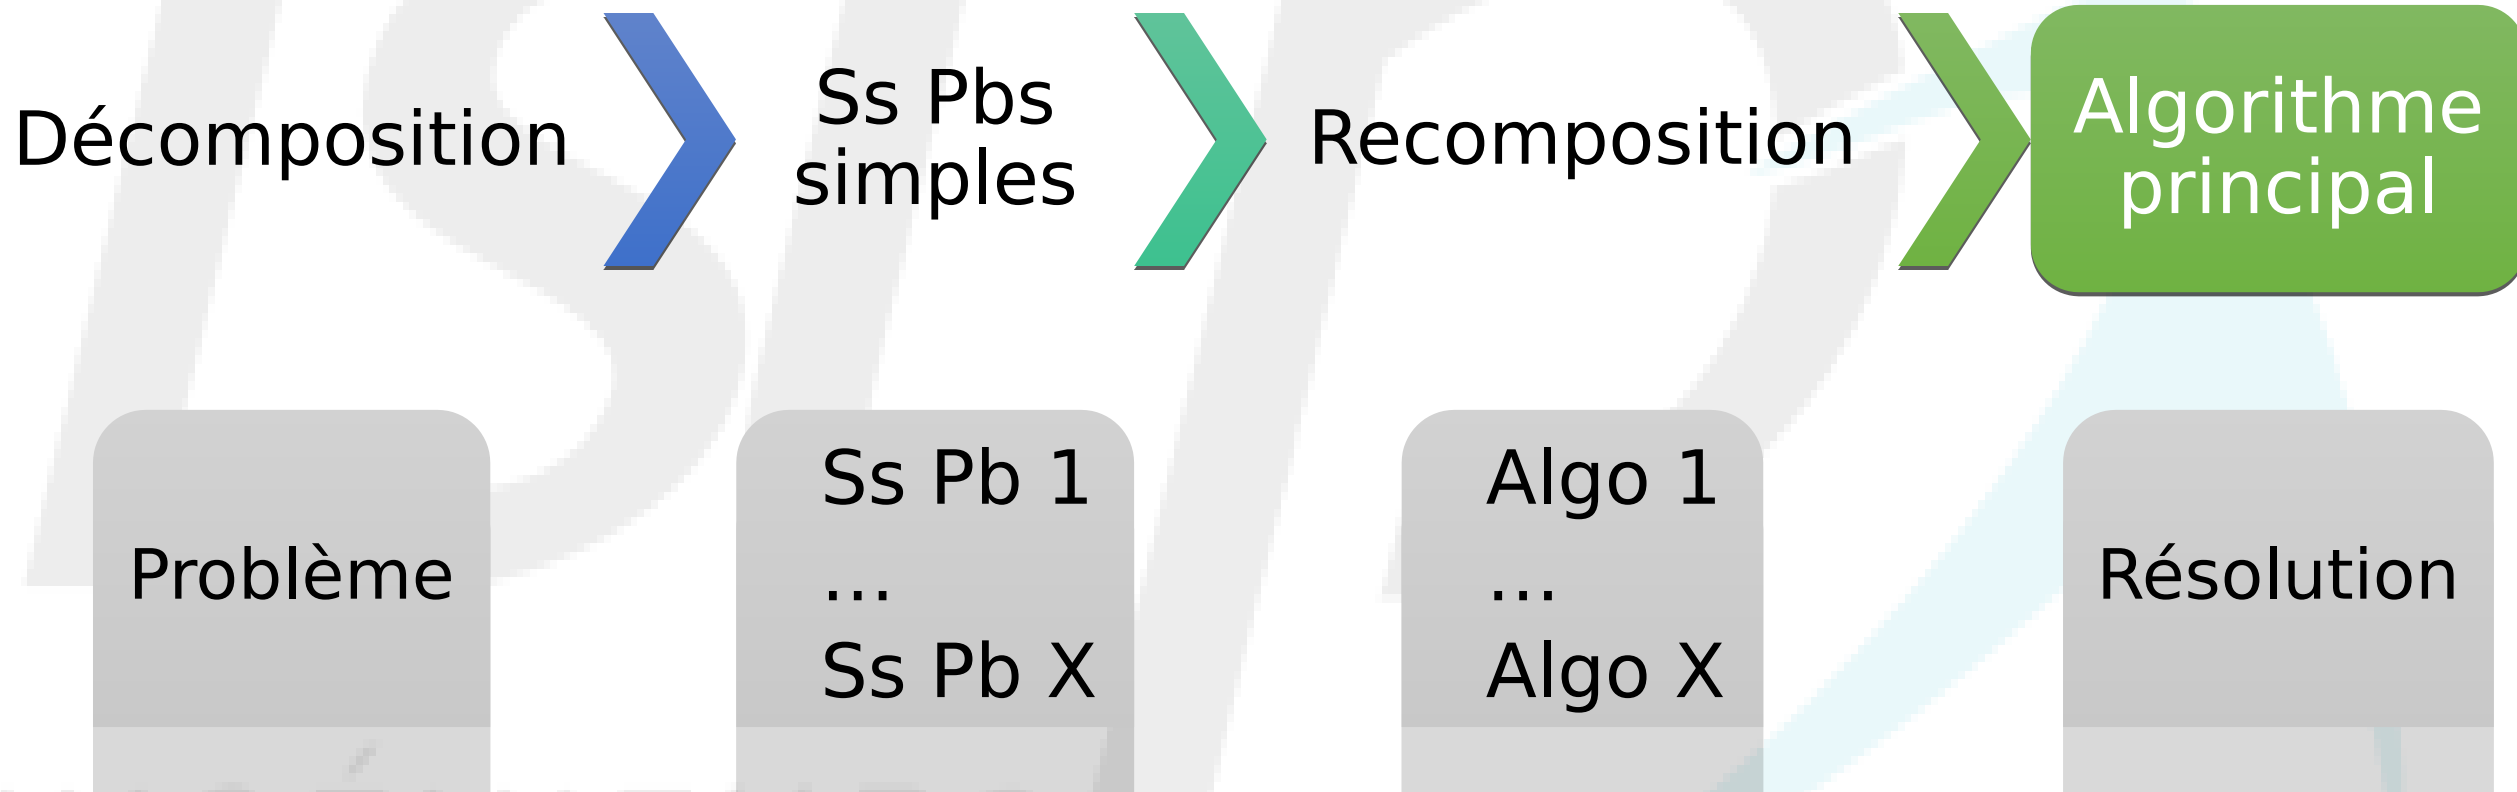 Décomposition
Ss Pbs
simples
Recomposition
Algorithme
principal
Problème
Ss Pb 1
...
Ss Pb X
Algo 1
...
Algo X
Résolution